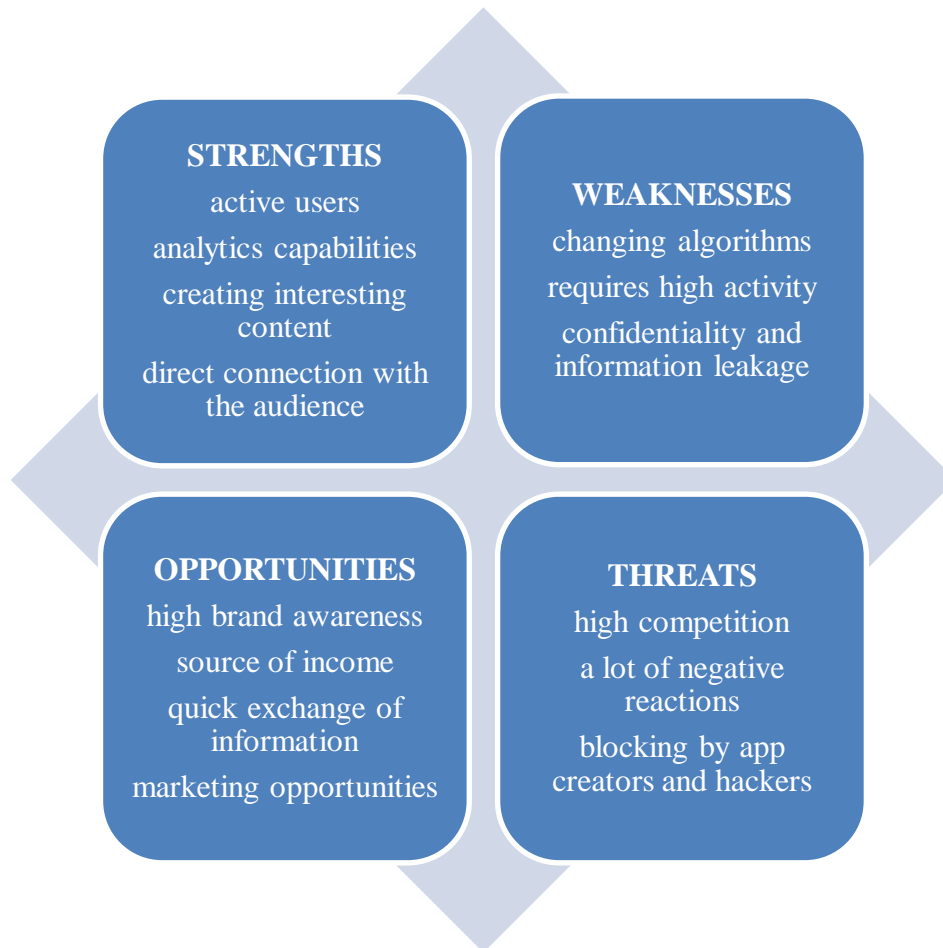 STRENGTHS
active users
analytics capabilities
creating interesting
content
direct connection with
the audience
WEAKNESSES
changing algorithms
requires high activity
confidentiality and
information leakage
OPPORTUNITIES
high brand awareness
source of income
quick exchange of
information
marketing opportunities
THREATS
high competition
a lot of negative
reactions
blocking by app
creators and hackers